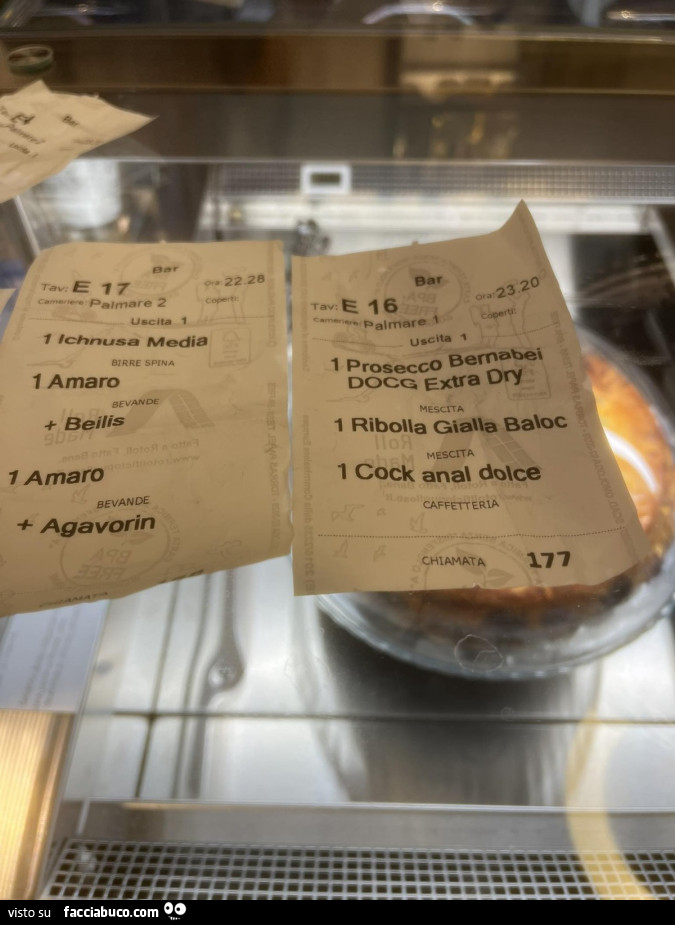 Bar
Tav: E 17 Ora: 22.28
Cameriere: Palmare 2 Coperti:
Uscita 1
1 Ichnusa Media
BIRRE SPINA
1 Amaro
BEVANDE
+ Beilis
1 Amaro
BEVANDE
+ Agavorin
Bar
Tav: E 16 Ora: 23.20
Cameriere: Palmare 1 Coperti:
Uscita 1
1 Prosecco Bernabei
DOCG Extra Dry
MESCITA
1 Ribolla Gialla Baloc
MESCITA
1 Cock anal dolce
CAFFETTERIA
CHIAMATA 177
visto su facciabuco.com